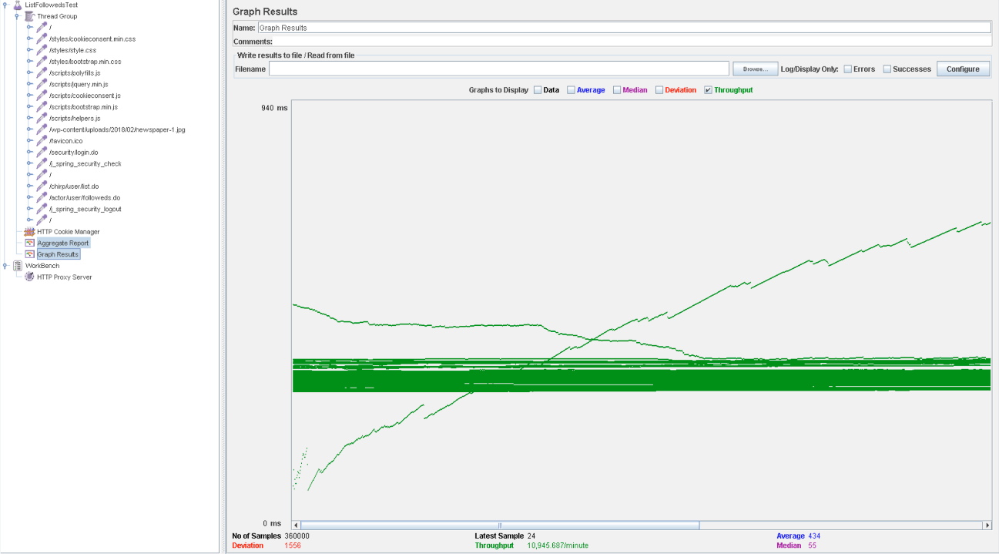 ListFollowedsTest
Thread Group
/
/styles/cookieconsent.min.css
/styles/style.css
/styles/bootstrap.min.css
/scripts/polyfills.js
/scripts/jquery.min.js
/scripts/cookieconsent.js
/scripts/bootstrap.min.js
/scripts/helpers.js
/wp-content/uploads/2018/02/newspaper-1.jpg
/favicon.ico
/security/login.do
/j_spring_security_check
/
/chirp/user/list.do
/actor/user/followeds.do
/j_spring_security_logout
/
HTTP Cookie Manager
Aggregate Report
Graph Results
WorkBench
HTTP Proxy Server
Graph Results
Name: Graph Results
Comments:
Write results to file / Read from file
Filename Browse... Log/Display Only: Errors Successes Configure
Graphs to Display Data Average Median Deviation Throughput
940 ms
0 ms
No of Samples 360000 Latest Sample 24 Average 434
Deviation 1556 Throughput 10,945.687/minute Median 55